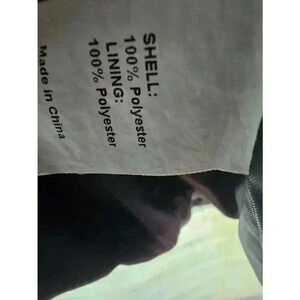 SHELL:
100% Polyester
LINING:
100% Polyester
Made in China